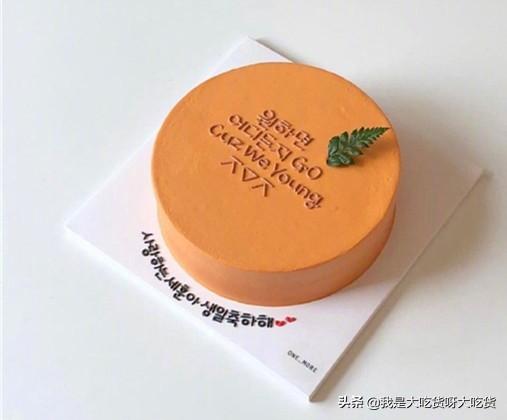 원하면
어디든지 GO
Cuz We Young
ㅈㅎㅈ
사랑하는 세훈아 생일축하해
ONE_MORE
头条 @我是大吃货呀大吃货